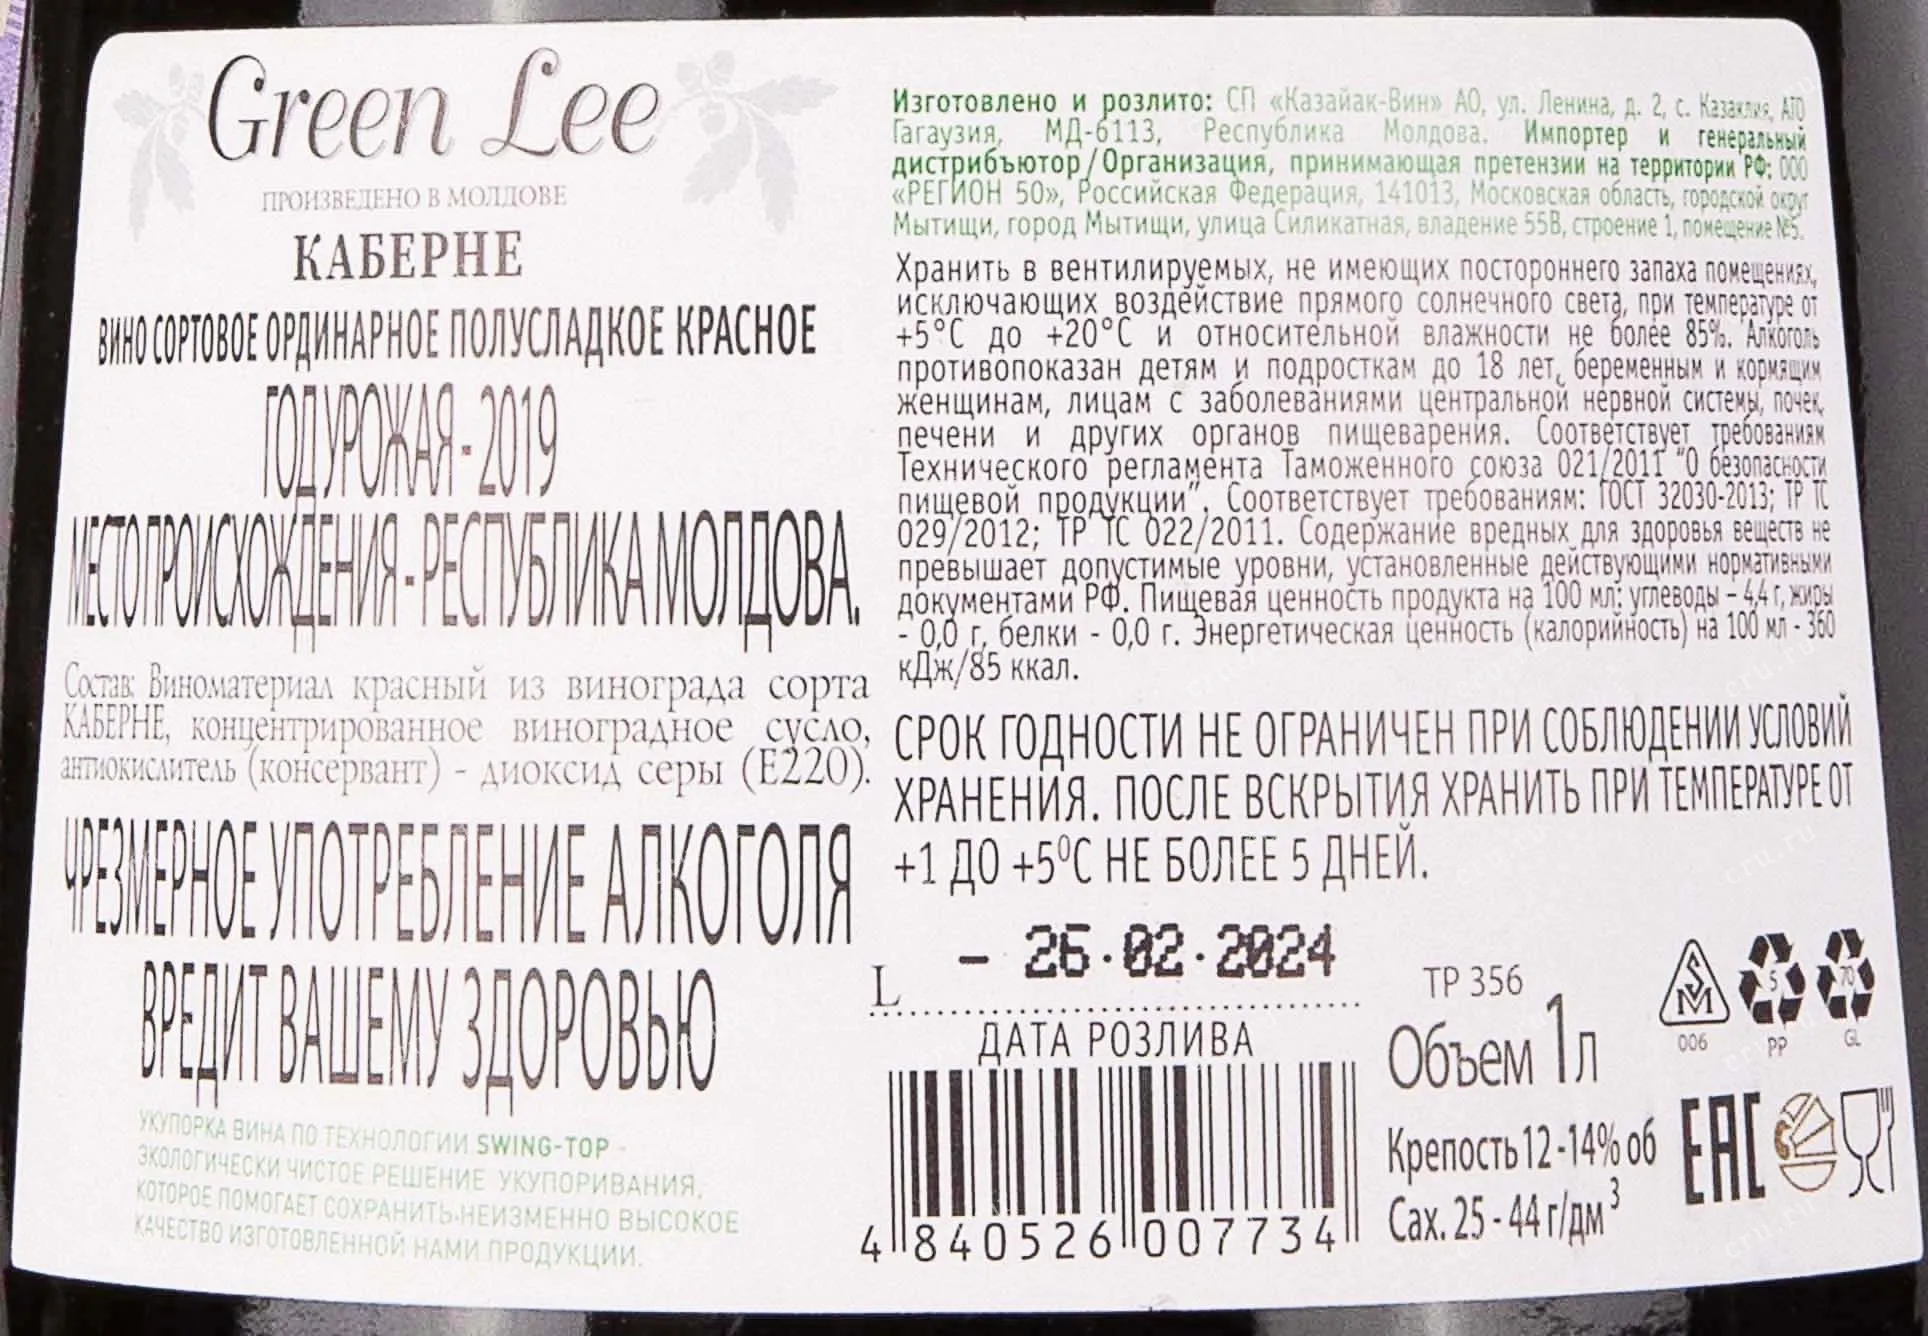 Green Lee
ПРОИЗВЕДЕНО В МОЛДОВЕ
КАБЕРНЕ
ВИНО СОРТОВОЕ ОРДИНАРНОЕ ПОЛУСЛАДКОЕ КРАСНОЕ
ГОД УРОЖАЯ - 2019
МЕСТО ПРОИСХОЖДЕНИЯ - РЕСПУБЛИКА МОЛДОВА.
Состав: Виноматериал красный из винограда сорта
КАБЕРНЕ, концентрированное виноградное сусло,
антиокислитель (консервант) - диоксид серы (Е220).
ЧРЕЗМЕРНОЕ УПОТРЕБЛЕНИЕ АЛКОГОЛЯ
ВРЕДИТ ВАШЕМУ ЗДОРОВЬЮ
УКУПОРКА ВИНА ПО ТЕХНОЛОГИИ SWING-TOP -
ЭКОЛОГИЧЕСКИ ЧИСТОЕ РЕШЕНИЕ УКУПОРИВАНИЯ,
КОТОРОЕ ПОМОГАЕТ СОХРАНИТЬ НЕИЗМЕННО ВЫСОКОЕ
КАЧЕСТВО ИЗГОТОВЛЕННОЙ НАМИ ПРОДУКЦИИ.
Изготовлено и розлито: СП «Казайак-Вин» АО, ул. Ленина, д. 2, с. Казаклия, АТО
Гагаузия, МД-6113, Республика Молдова. Импортер и генеральный
дистрибъютор/Организация, принимающая претензии на территории РФ: ООО
«РЕГИОН 50», Российская Федерация, 141013, Московская область, городской округ
Мытищи, город Мытищи, улица Силикатная, владение 55В, строение 1, помещение №5.
Хранить в вентилируемых, не имеющих постороннего запаха помещениях,
исключающих воздействие прямого солнечного света, при температуре от
+5°С до +20°С и относительной влажности не более 85%. Алкоголь
противопоказан детям и подросткам до 18 лет, беременным и кормящим
женщинам, лицам с заболеваниями центральной нервной системы, почек,
печени и других органов пищеварения. Соответствует требованиям
Технического регламента Таможенного союза 021/2011 "О безопасности
пищевой продукции". Соответствует требованиям: ГОСТ 32030-2013; ТР ТС
029/2012; ТР ТС 022/2011. Содержание вредных для здоровья веществ не
превышает допустимые уровни, установленные действующими нормативными
документами РФ. Пищевая ценность продукта на 100 мл: углеводы – 4,4 г, жиры
- 0,0 г, белки - 0,0 г. Энергетическая ценность (калорийность) на 100 мл - 360
кДж/85 ккал.
СРОК ГОДНОСТИ НЕ ОГРАНИЧЕН ПРИ СОБЛЮДЕНИИ УСЛОВИЙ
ХРАНЕНИЯ. ПОСЛЕ ВСКРЫТИЯ ХРАНИТЬ ПРИ ТЕМПЕРАТУРЕ ОТ
+1 ДО +5⁰С НЕ БОЛЕЕ 5 ДНЕЙ.
L - 26.02.2024
ДАТА РОЗЛИВА
4 840526 007734
ТР 356
Объем 1 л
Крепость 12 -14% об
Сах. 25 - 44 г/дм³
SM 5 70
006 PP GL
EAC